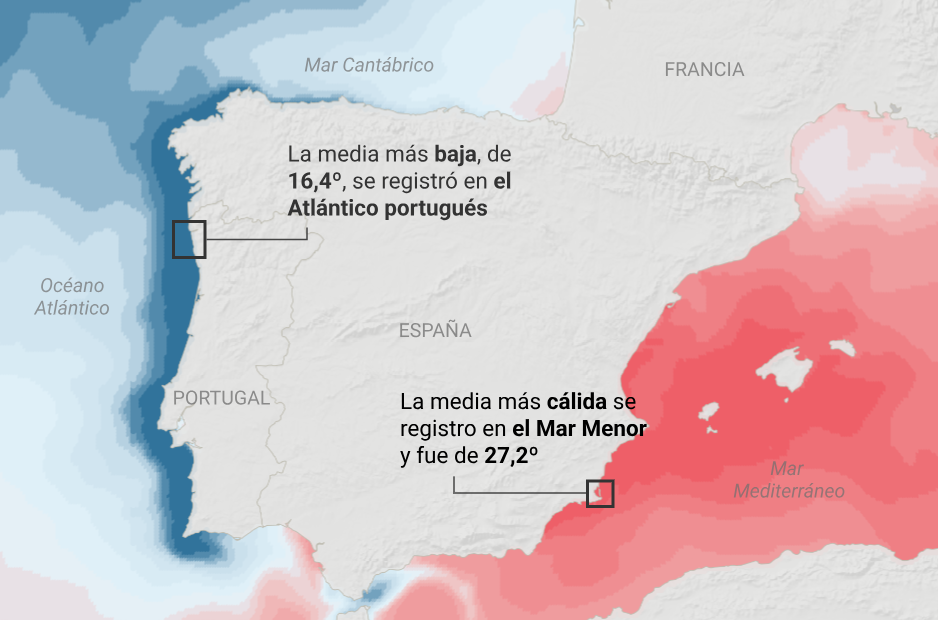 Mar Cantábrico
FRANCIA
La media más baja, de
16,4º, se registró en el
Atlántico portugués
Océano
Atlántico
ESPAÑA
PORTUGAL
La media más cálida se
registro en el Mar Menor
y fue de 27,2º
Mar
Mediterráneo